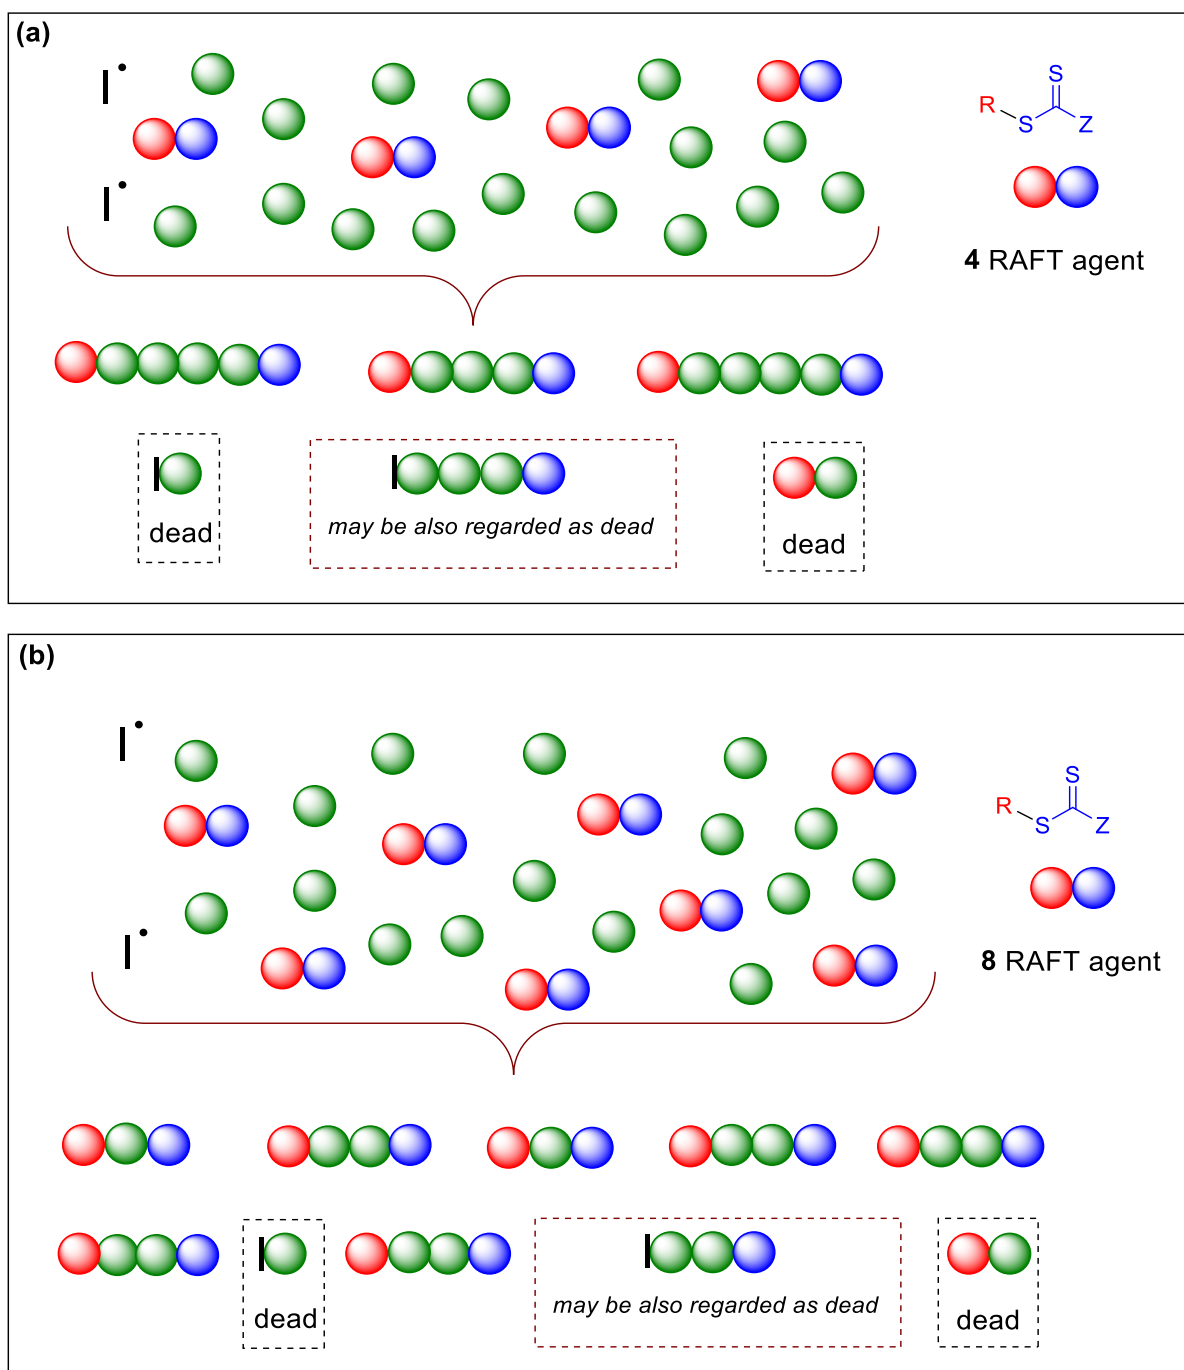 (a)
I•
I•
S
R
S
Z
4 RAFT agent
dead
may be also regarded as dead
dead
(b)
I•
I•
S
R
S
Z
8 RAFT agent
dead
may be also regarded as dead
dead